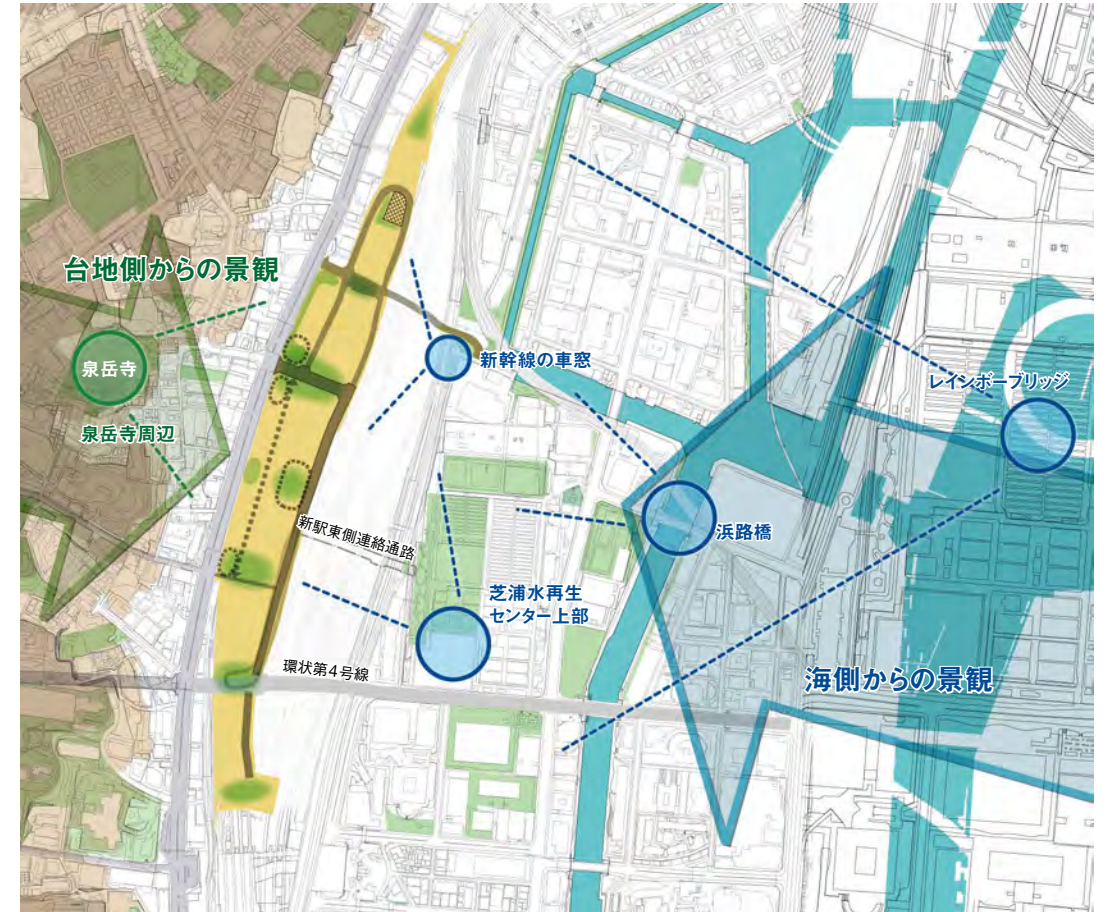 台地側からの景観
泉岳寺
泉岳寺周辺
新幹線の車窓
レインボーブリッジ
浜路橋
新駅東側連絡通路
芝浦水再生
センター上部
環状第4号線
海側からの景観